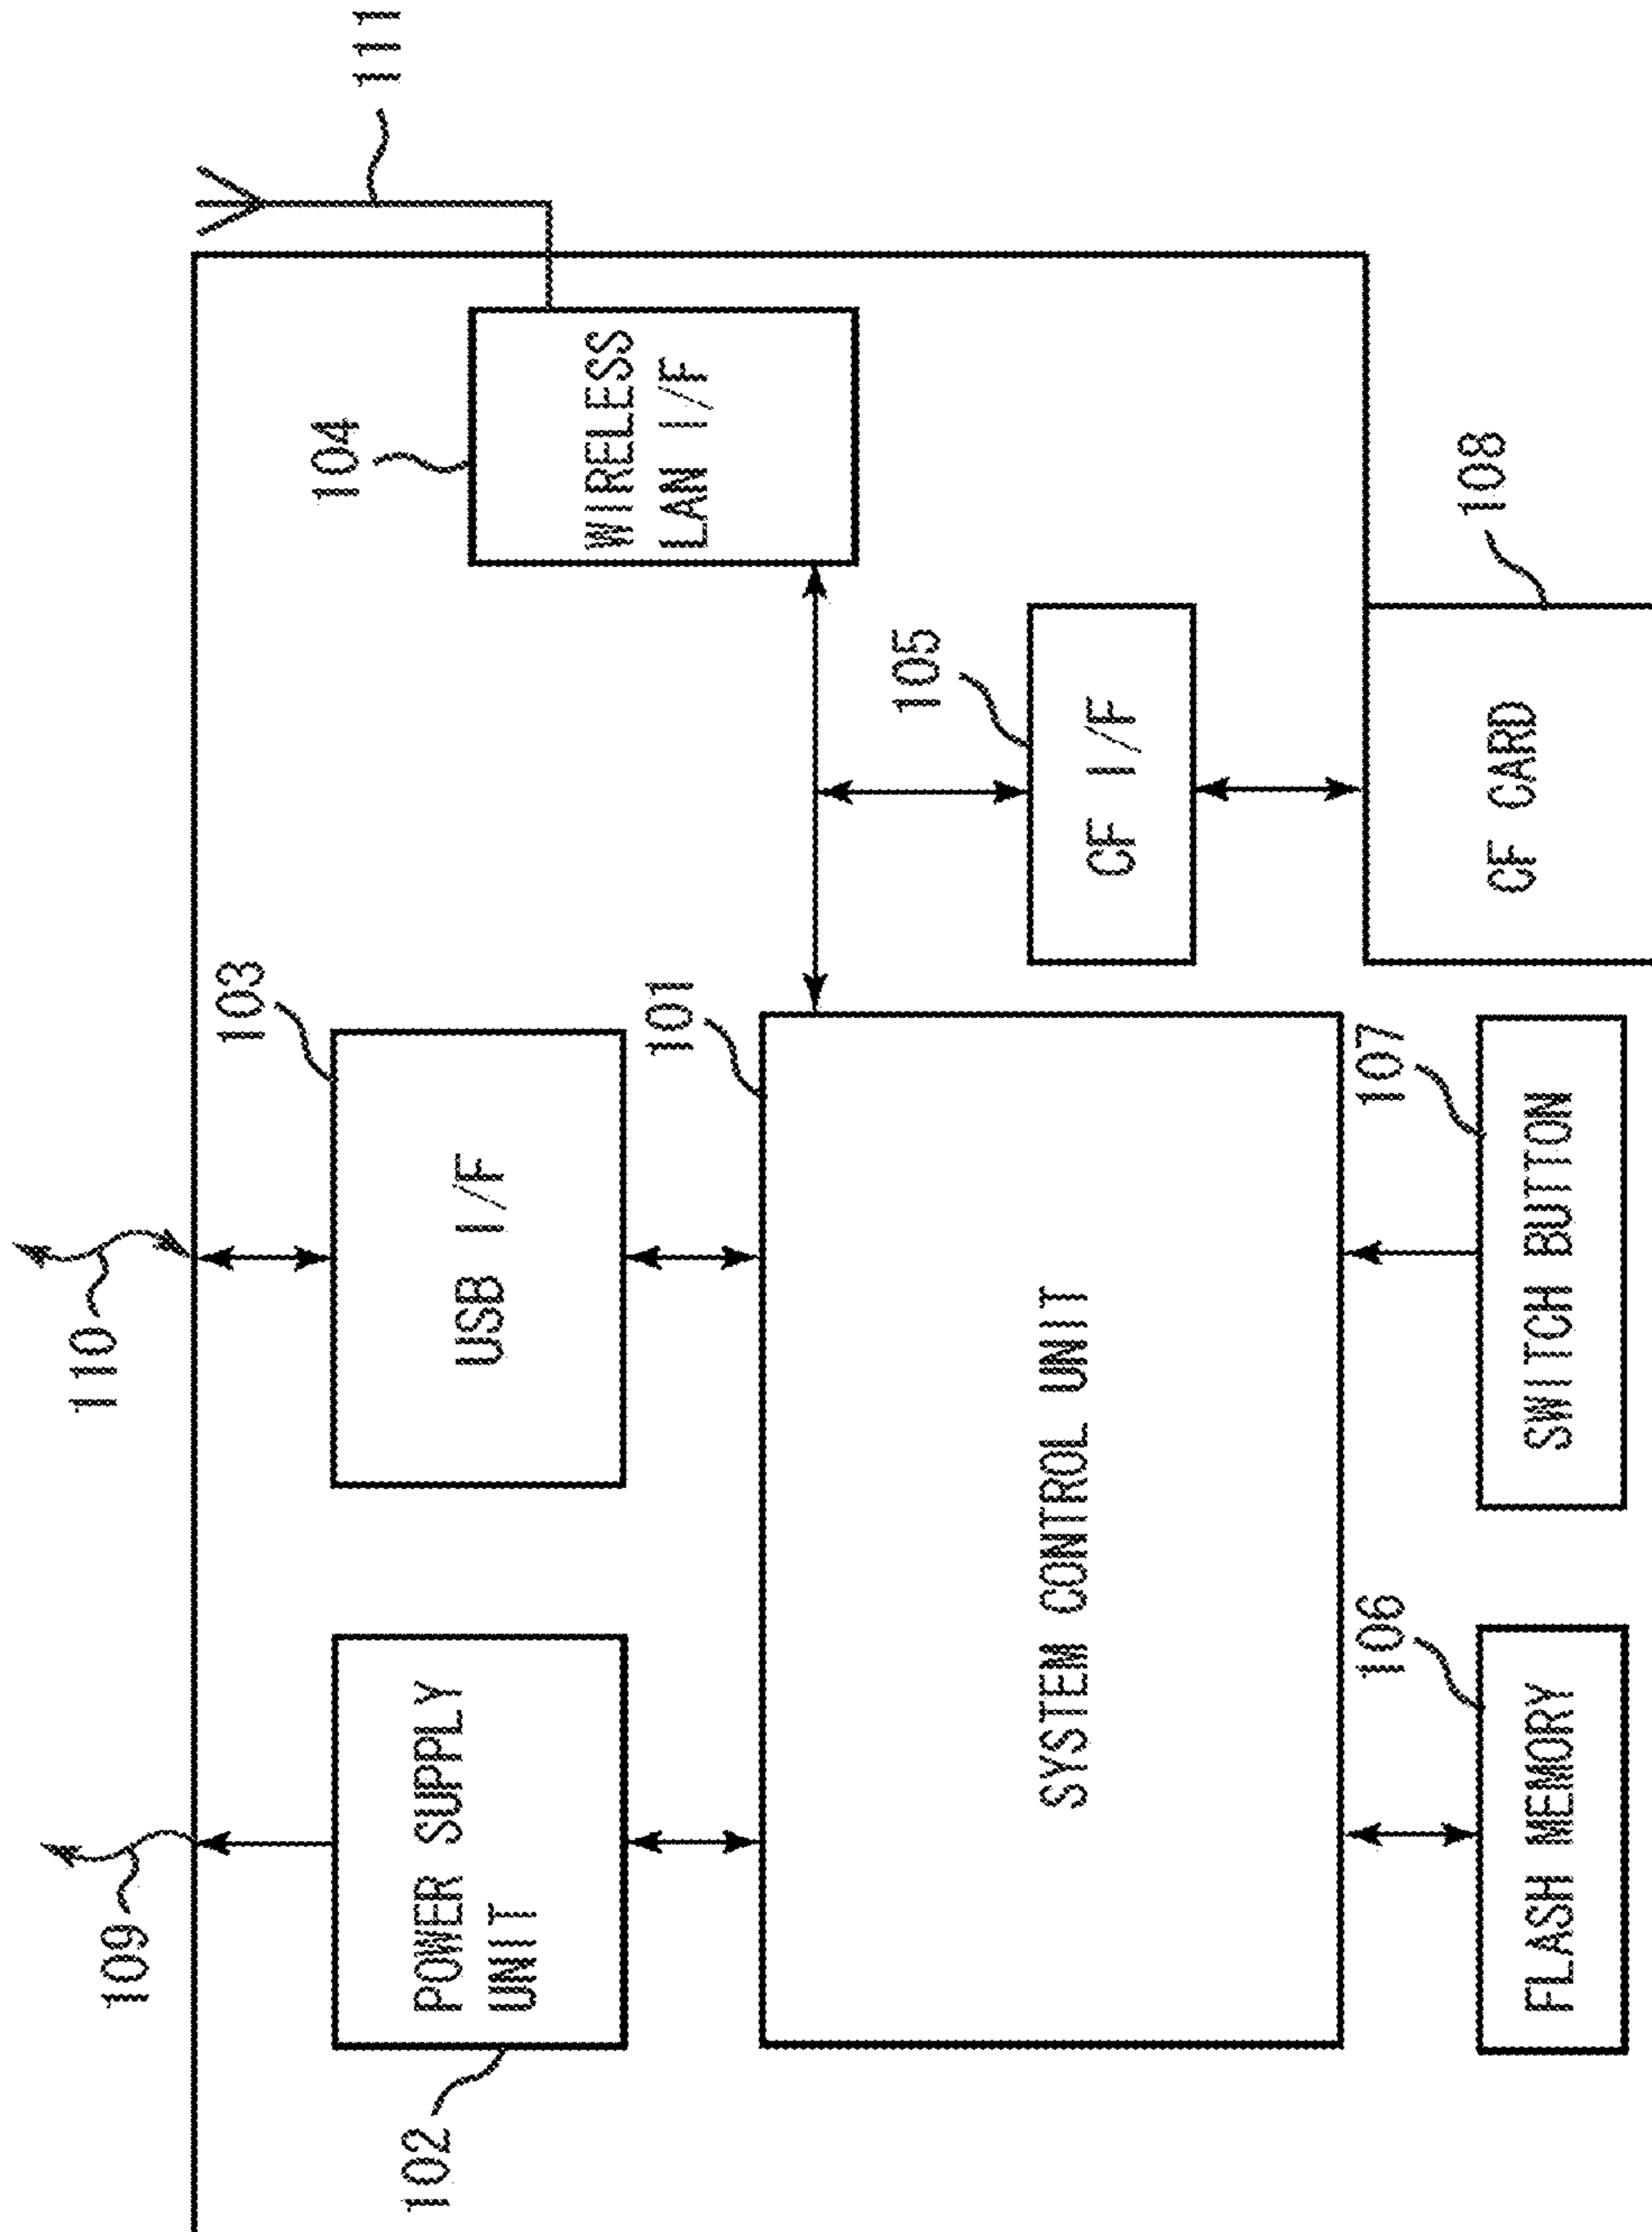 109
110
102
POWER SUPPLY
UNIT
103
USB I/F
104
WIRELESS
LAN I/F
111
101
SYSTEM CONTROL UNIT
105
CF I/F
106
FLASH MEMORY
107
SWITCH BUTTON
108
CF CARD